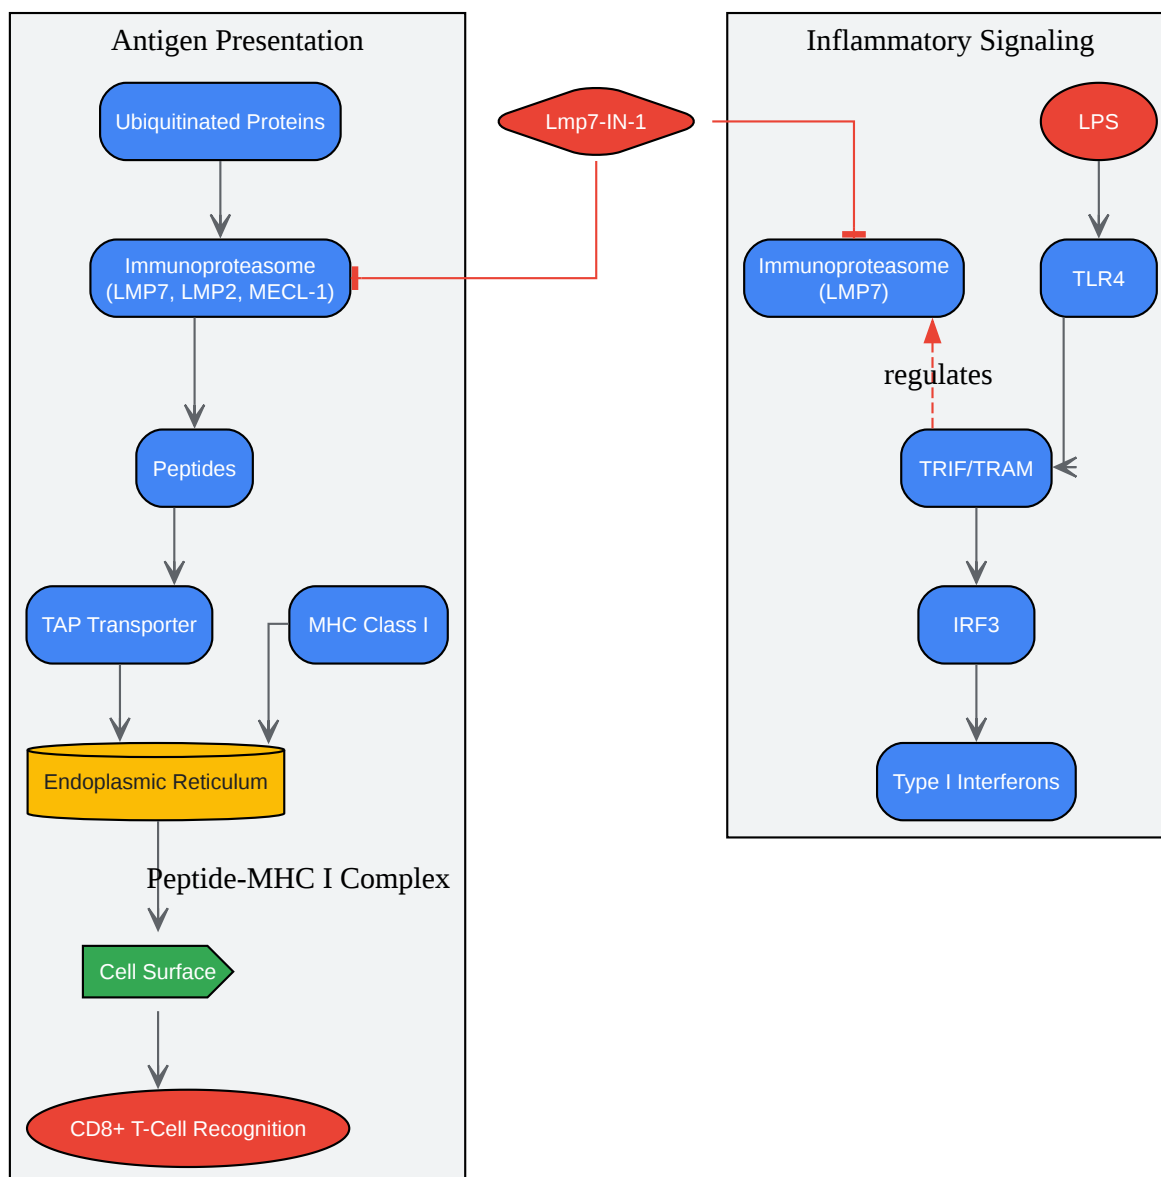 Antigen Presentation
Ubiquitinated Proteins
Immunoproteasome
(LMP7, LMP2, MECL-1)
Peptides
TAP Transporter
MHC Class I
Endoplasmic Reticulum
Peptide-MHC I Complex
Cell Surface
CD8+ T-Cell Recognition
Lmp7-IN-1
Inflammatory Signaling
LPS
Immunoproteasome
(LMP7)
TLR4
regulates
TRIF/TRAM
IRF3
Type I Interferons